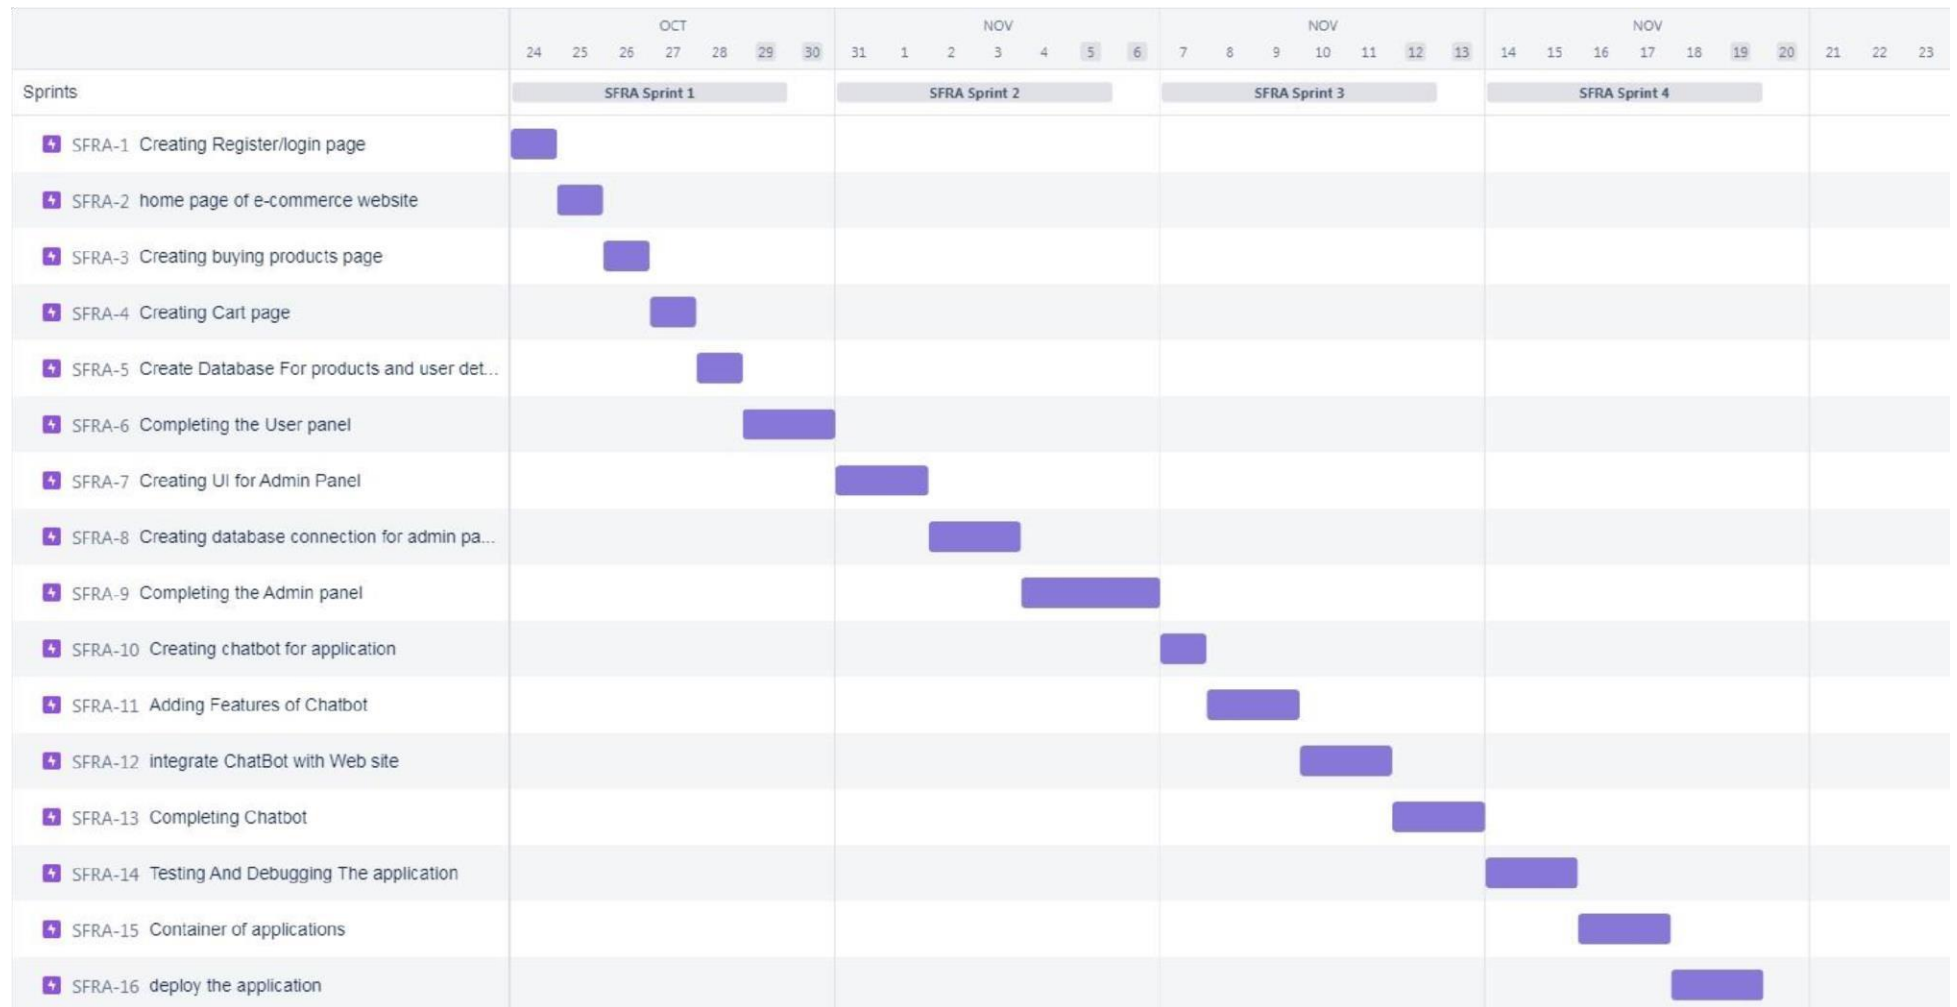 OCT NOV NOV NOV
24 25 26 27 28 29 30 31 1 2 3 4 5 6 7 8 9 10 11 12 13 14 15 16 17 18 19 20 21 22 23
Sprints SFRA Sprint 1 SFRA Sprint 2 SFRA Sprint 3 SFRA Sprint 4
SFRA-1 Creating Register/login page
SFRA-2 home page of e-commerce website
SFRA-3 Creating buying products page
SFRA-4 Creating Cart page
SFRA-5 Create Database For products and user det...
SFRA-6 Completing the User panel
SFRA-7 Creating UI for Admin Panel
SFRA-8 Creating database connection for admin pa...
SFRA-9 Completing the Admin panel
SFRA-10 Creating chatbot for application
SFRA-11 Adding Features of Chatbot
SFRA-12 integrate ChatBot with Web site
SFRA-13 Completing Chatbot
SFRA-14 Testing And Debugging The application
SFRA-15 Container of applications
SFRA-16 deploy the application